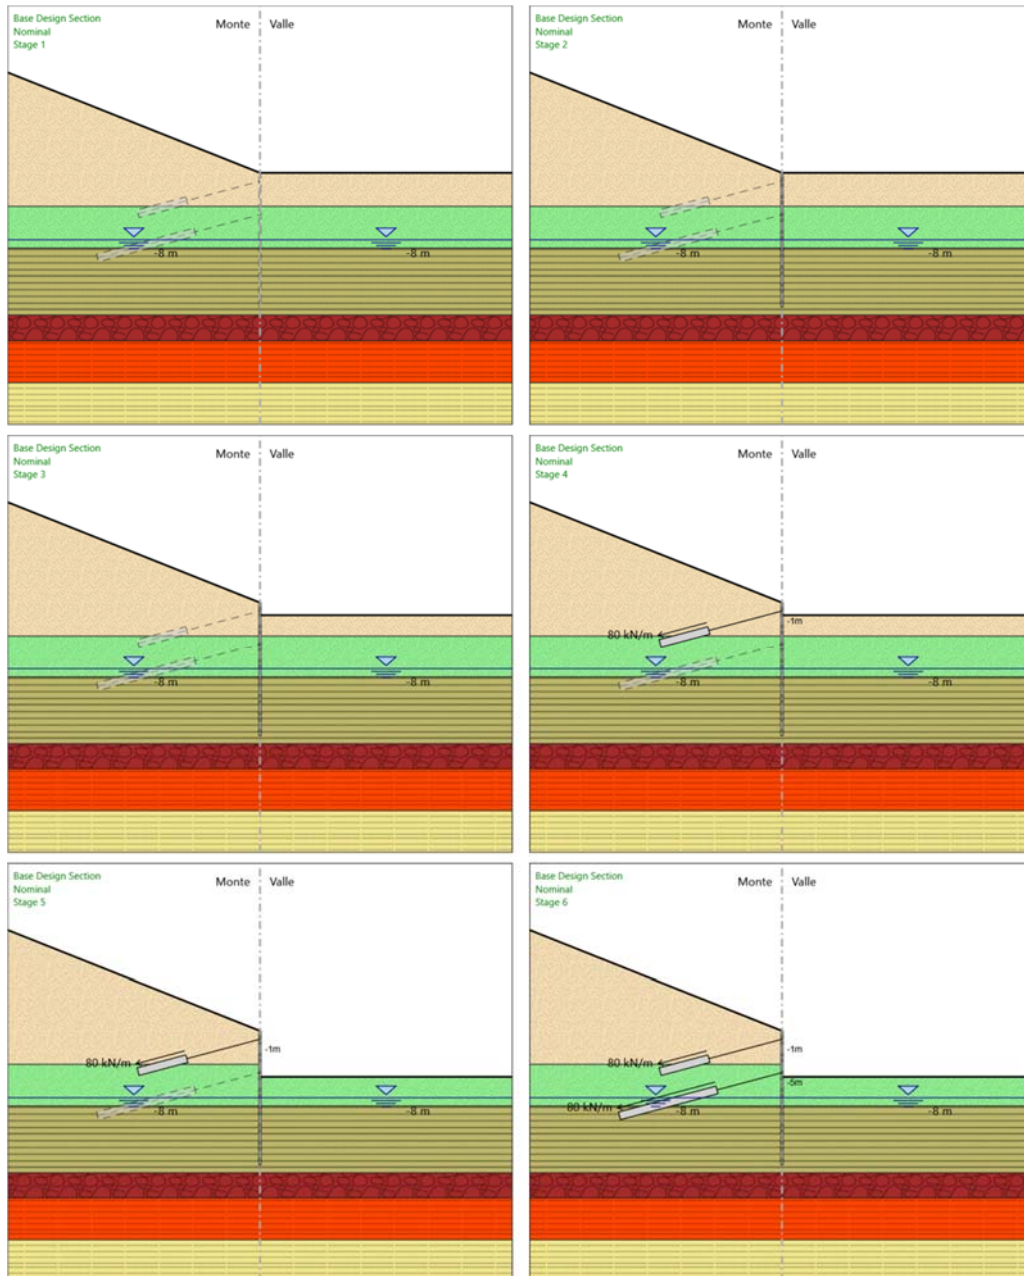 Base Design Section
Nominal
Stage 1
Monte Valle
-8 m -8 m
Base Design Section
Nominal
Stage 2
Monte Valle
-8 m -8 m
Base Design Section
Nominal
Stage 3
Monte Valle
-8 m -8 m
Base Design Section
Nominal
Stage 4
Monte Valle
-1m
80 kN/m
-8 m -8 m
Base Design Section
Nominal
Stage 5
Monte Valle
-1m
80 kN/m
-8 m -8 m
Base Design Section
Nominal
Stage 6
Monte Valle
-1m
80 kN/m
-5m
80 kN/m -8 m -8 m